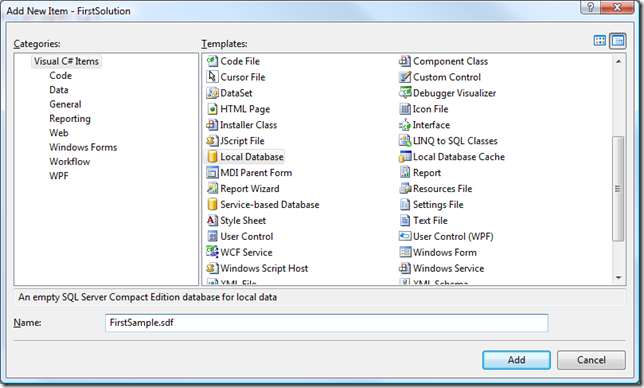 Add New Item - FirstSolution
?
Categories:
Templates:
Visual C# Items
Code
Data
General
Reporting
Web
Windows Forms
Workflow
WPF
Code File
Component Class
Cursor File
Custom Control
DataSet
Debugger Visualizer
HTML Page
Icon File
Installer Class
Interface
JScript File
LINQ to SQL Classes
Local Database
Local Database Cache
MDI Parent Form
Report
Report Wizard
Resources File
Service-based Database
Settings File
Style Sheet
Text File
User Control
User Control (WPF)
WCF Service
Windows Form
Windows Script Host
Windows Service
XML File
XML Schema
An empty SQL Server Compact Edition database for local data
Name:
FirstSample.sdf
Add
Cancel